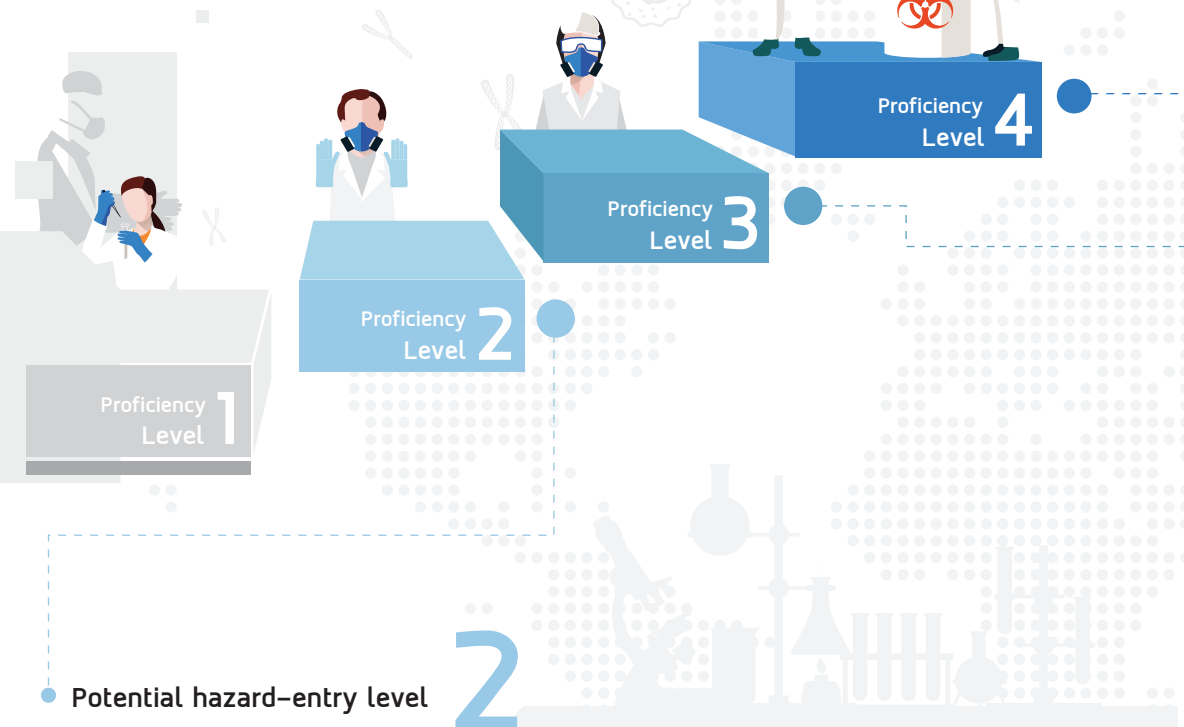 Proficiency
Level 4
Proficiency
Level 3
Proficiency
Level 2
Proficiency
Level 1
Potential hazard–entry level 2